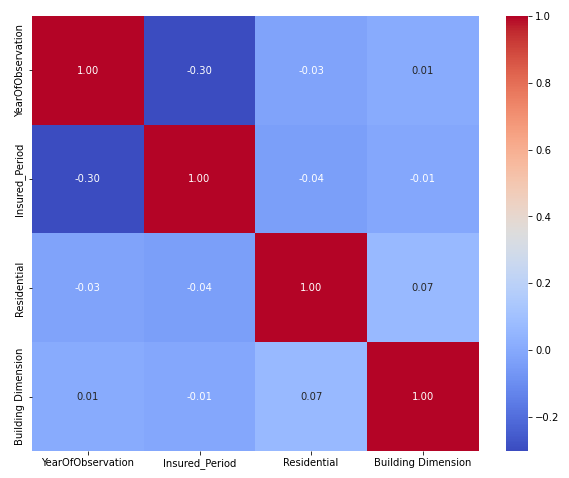 YearOfObservation
1.00 -0.30 -0.03 0.01
Insured_Period
-0.30 1.00 -0.04 -0.01
Residential
-0.03 -0.04 1.00 0.07
Building Dimension
0.01 -0.01 0.07 1.00
YearOfObservation Insured_Period Residential Building Dimension
1.0
0.8
0.6
0.4
0.2
0.0
−0.2